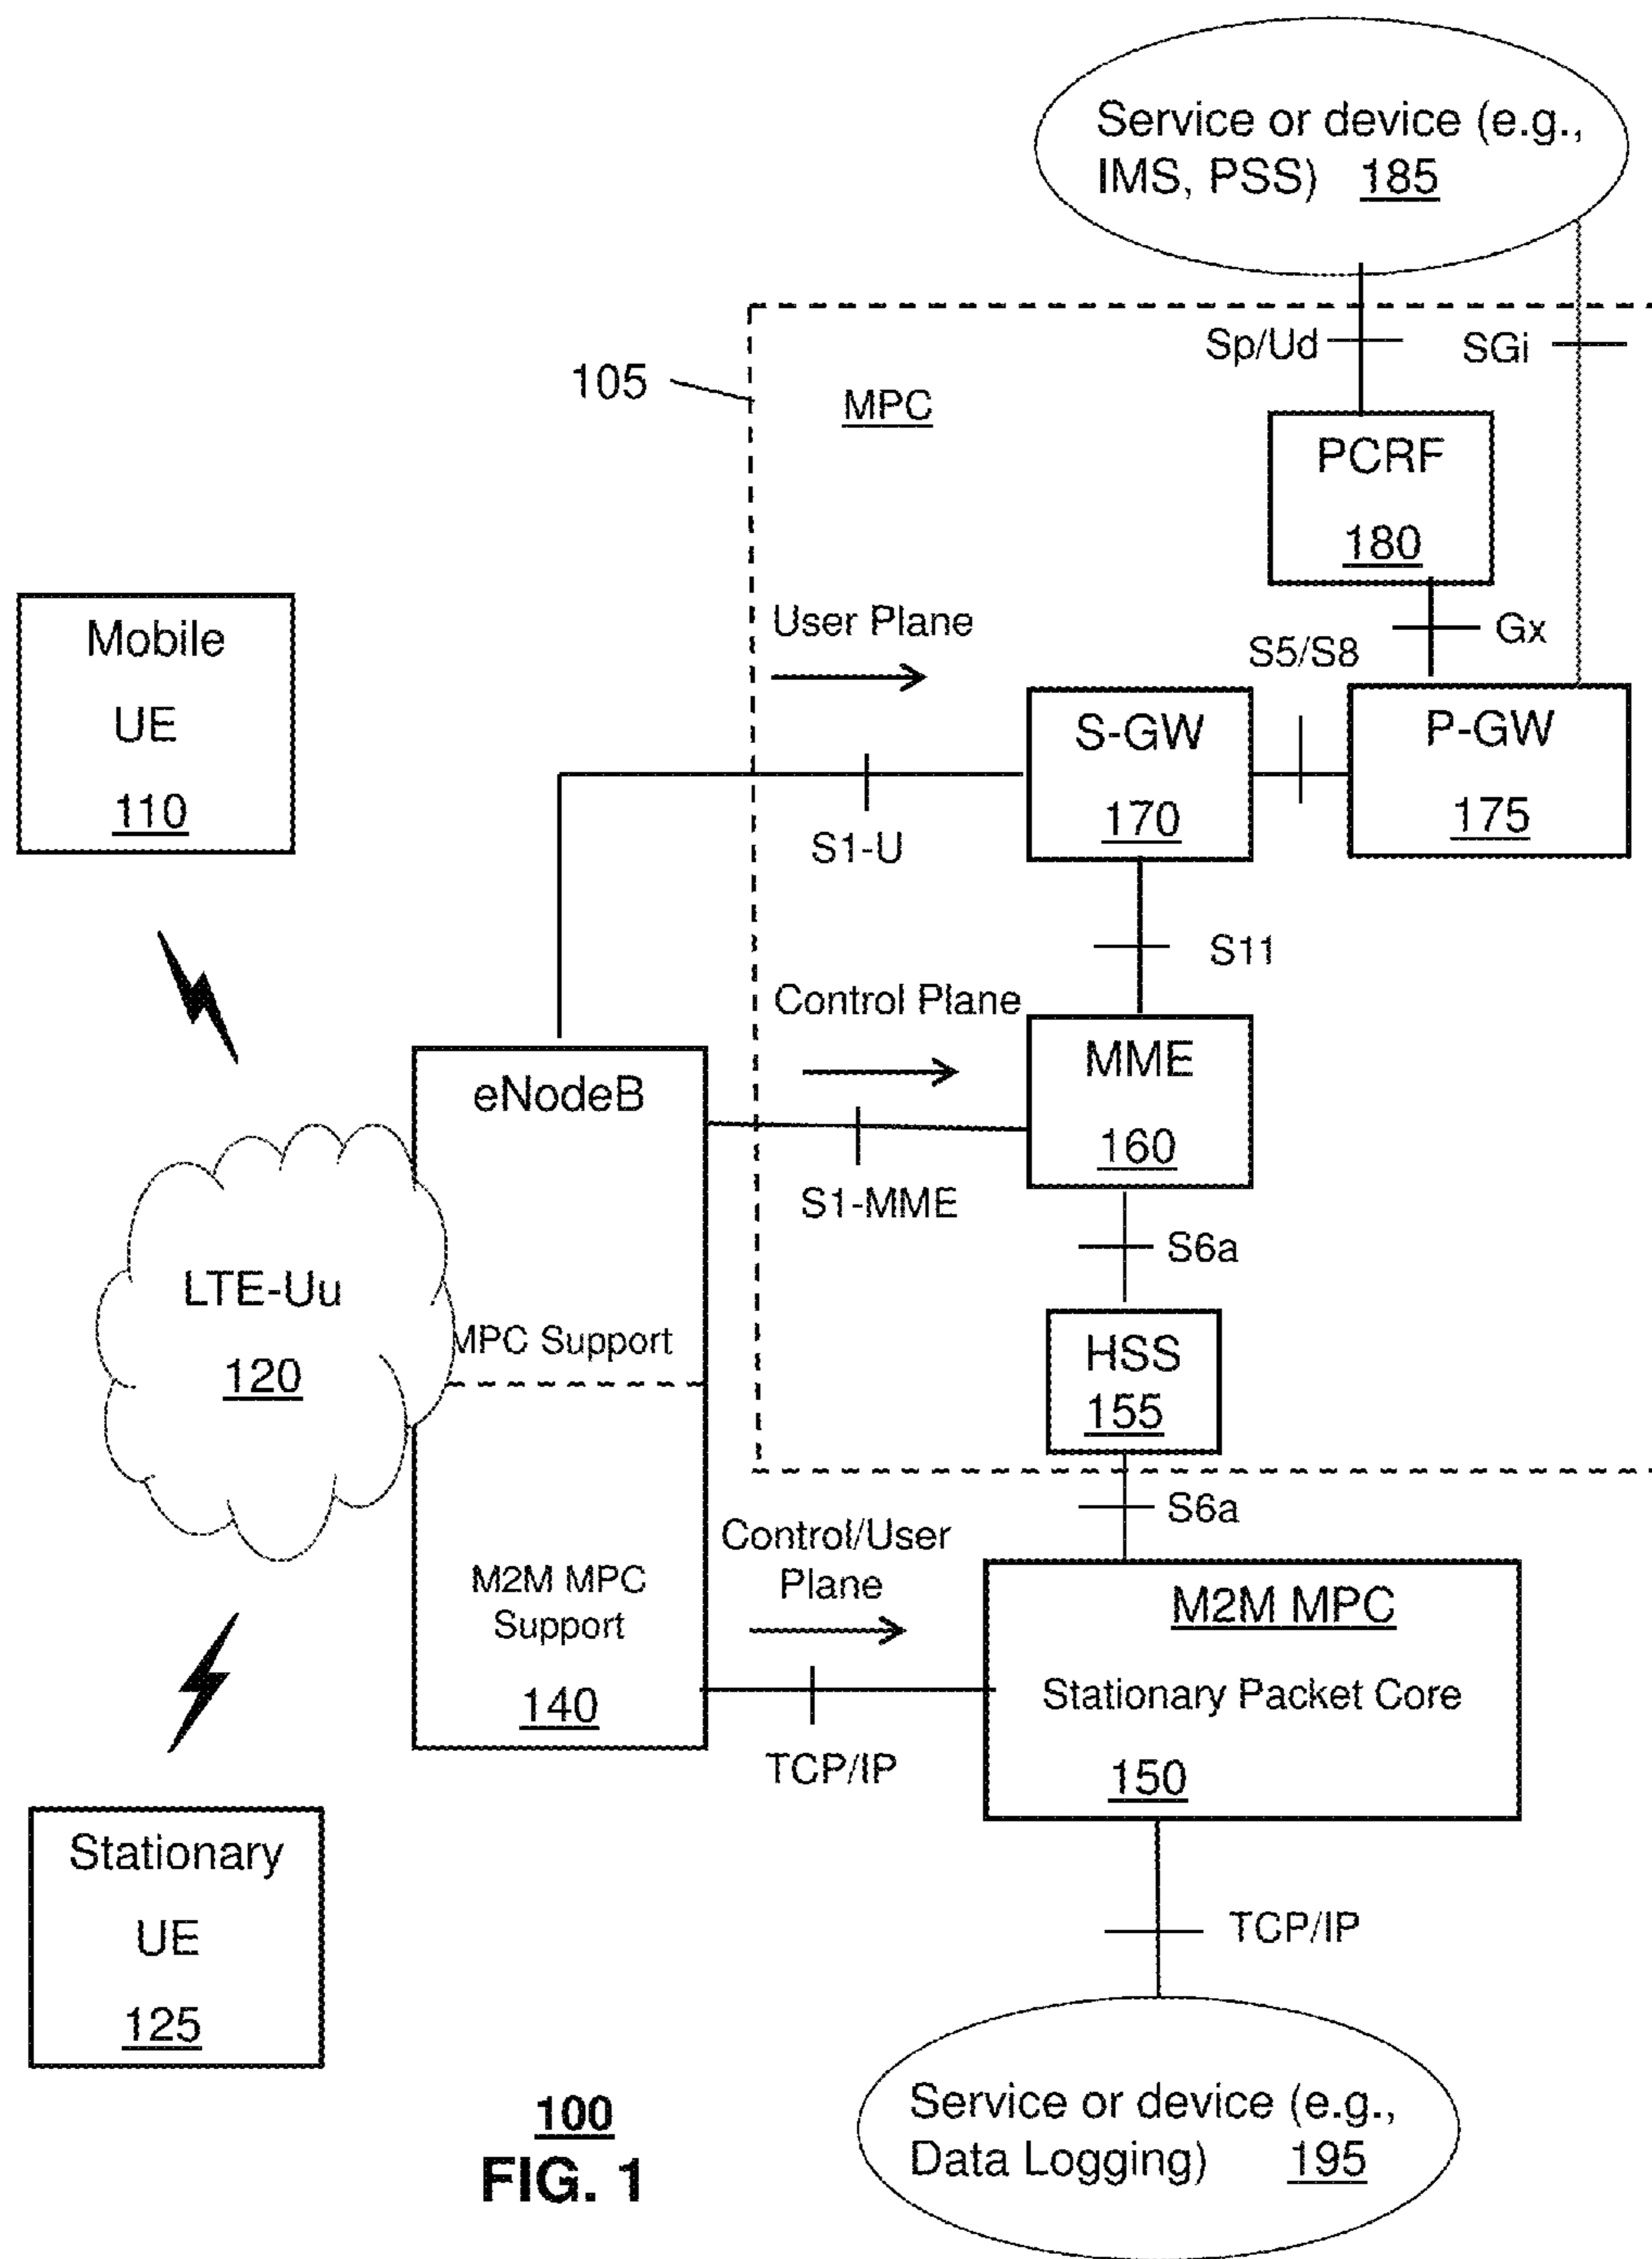 Service or device (e.g.,
IMS, PSS) 185
Sp/Ud
SGi
105
MPC
PCRF
180
Mobile
UE
110
User Plane
Gx
S5/S8
S-GW
170
P-GW
175
S1-U
S11
Control Plane
eNodeB
MME
160
S1-MME
S6a
LTE-Uu
120
MPC Support
HSS
155
S6a
Control/User
Plane
M2M MPC
Support
140
M2M MPC
Stationary Packet Core
150
TCP/IP
Stationary
UE
125
TCP/IP
Service or device (e.g.,
Data Logging) 195
100
FIG. 1